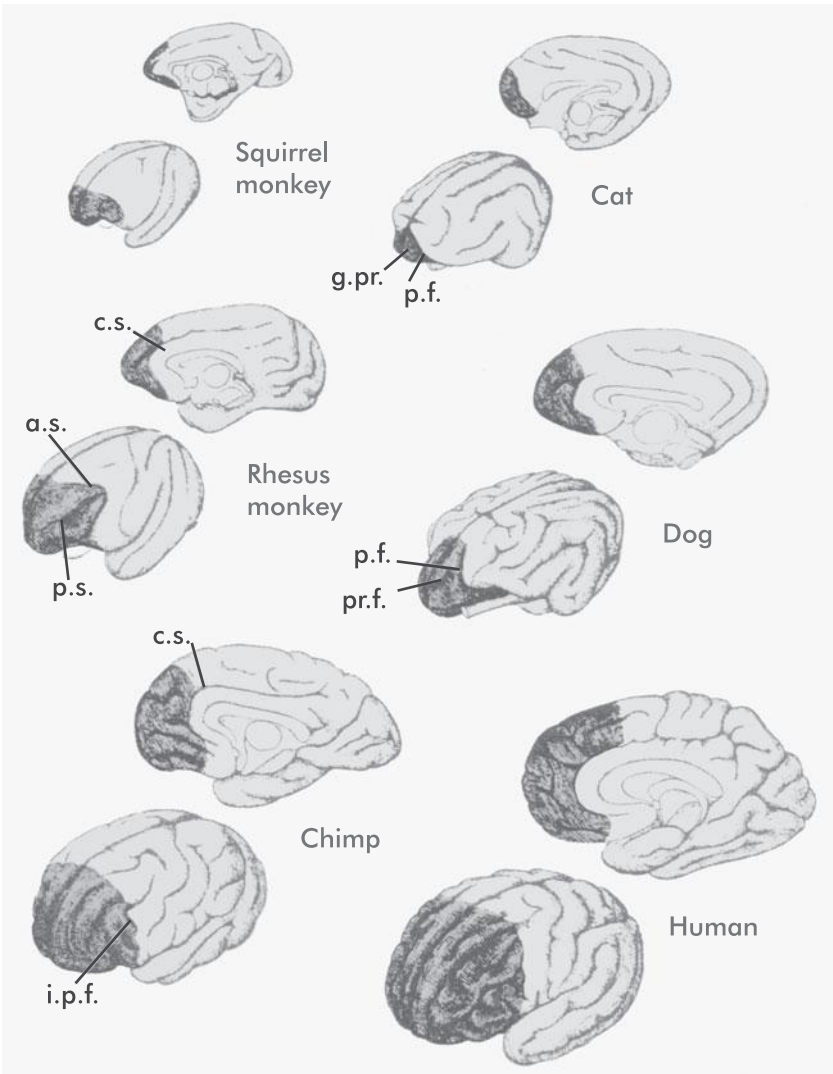 Squirrel
monkey
Cat
g.pr.
p.f.
c.s.
a.s.
Rhesus
monkey
p.s.
Dog
p.f.
pr.f.
c.s.
Chimp
i.p.f.
Human